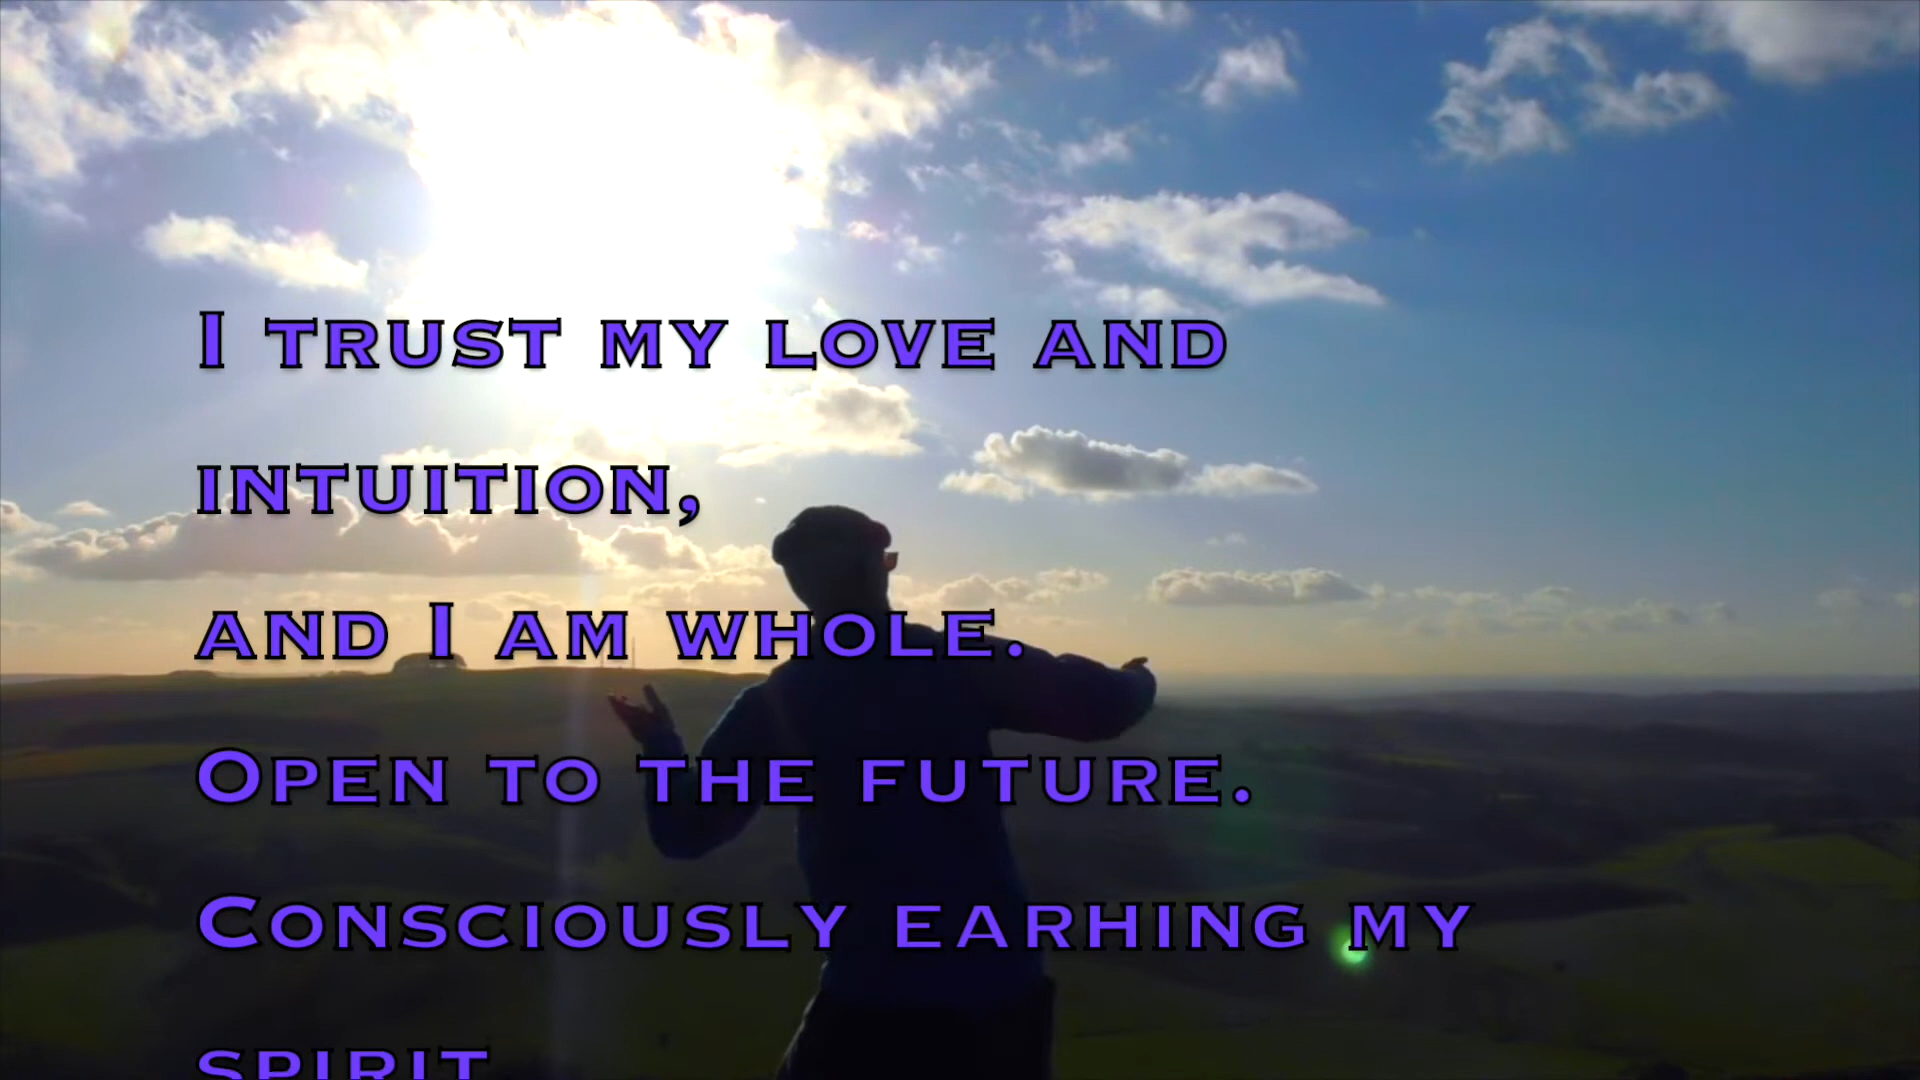 I trust my love and
intuition,
and I am whole.
Open to the future.
Consciously earhing my
spirit